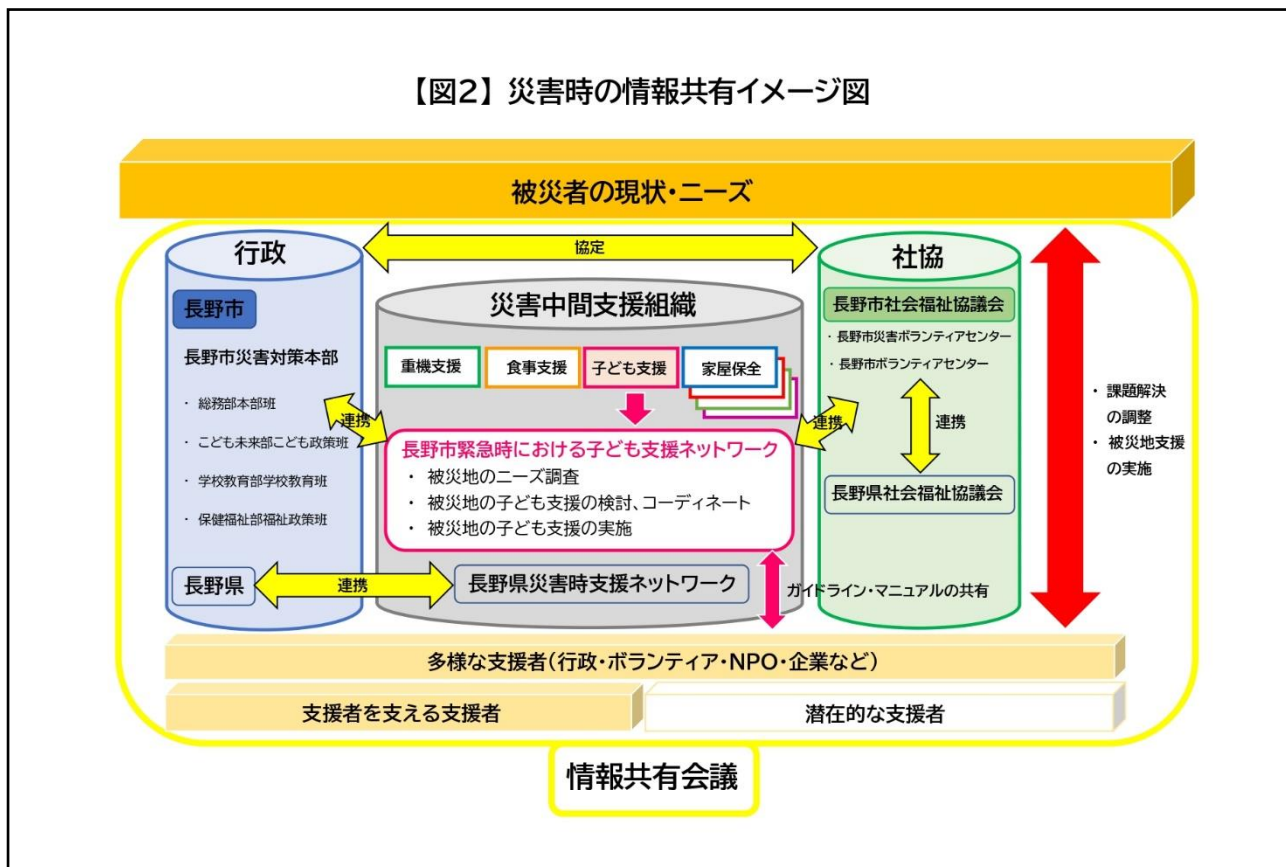 【図2】 災害時の情報共有イメージ図
被災者の現状・ニーズ
行政
協定
社協
長野市
長野市災害対策本部
・ 総務部本部班
・ こども未来部こども政策班
・ 学校教育部学校教育班
・ 保健福祉部福祉政策班
長野県
連携
連携
災害中間支援組織
重機支援
食事支援
子ども支援
家屋保全
長野市緊急時における子ども支援ネットワーク
・ 被災地のニーズ調査
・ 被災地の子ども支援の検討、コーディネート
・ 被災地の子ども支援の実施
長野県災害時支援ネットワーク
連携
長野市社会福祉協議会
・長野市災害ボランティアセンター
・長野市ボランティアセンター
連携
長野県社会福祉協議会
ガイドライン・マニュアルの共有
・ 課題解決
の調整
・ 被災地支援
の実施
多様な支援者(行政・ボランティア・NPO・企業など)
支援者を支える支援者
潜在的な支援者
情報共有会議